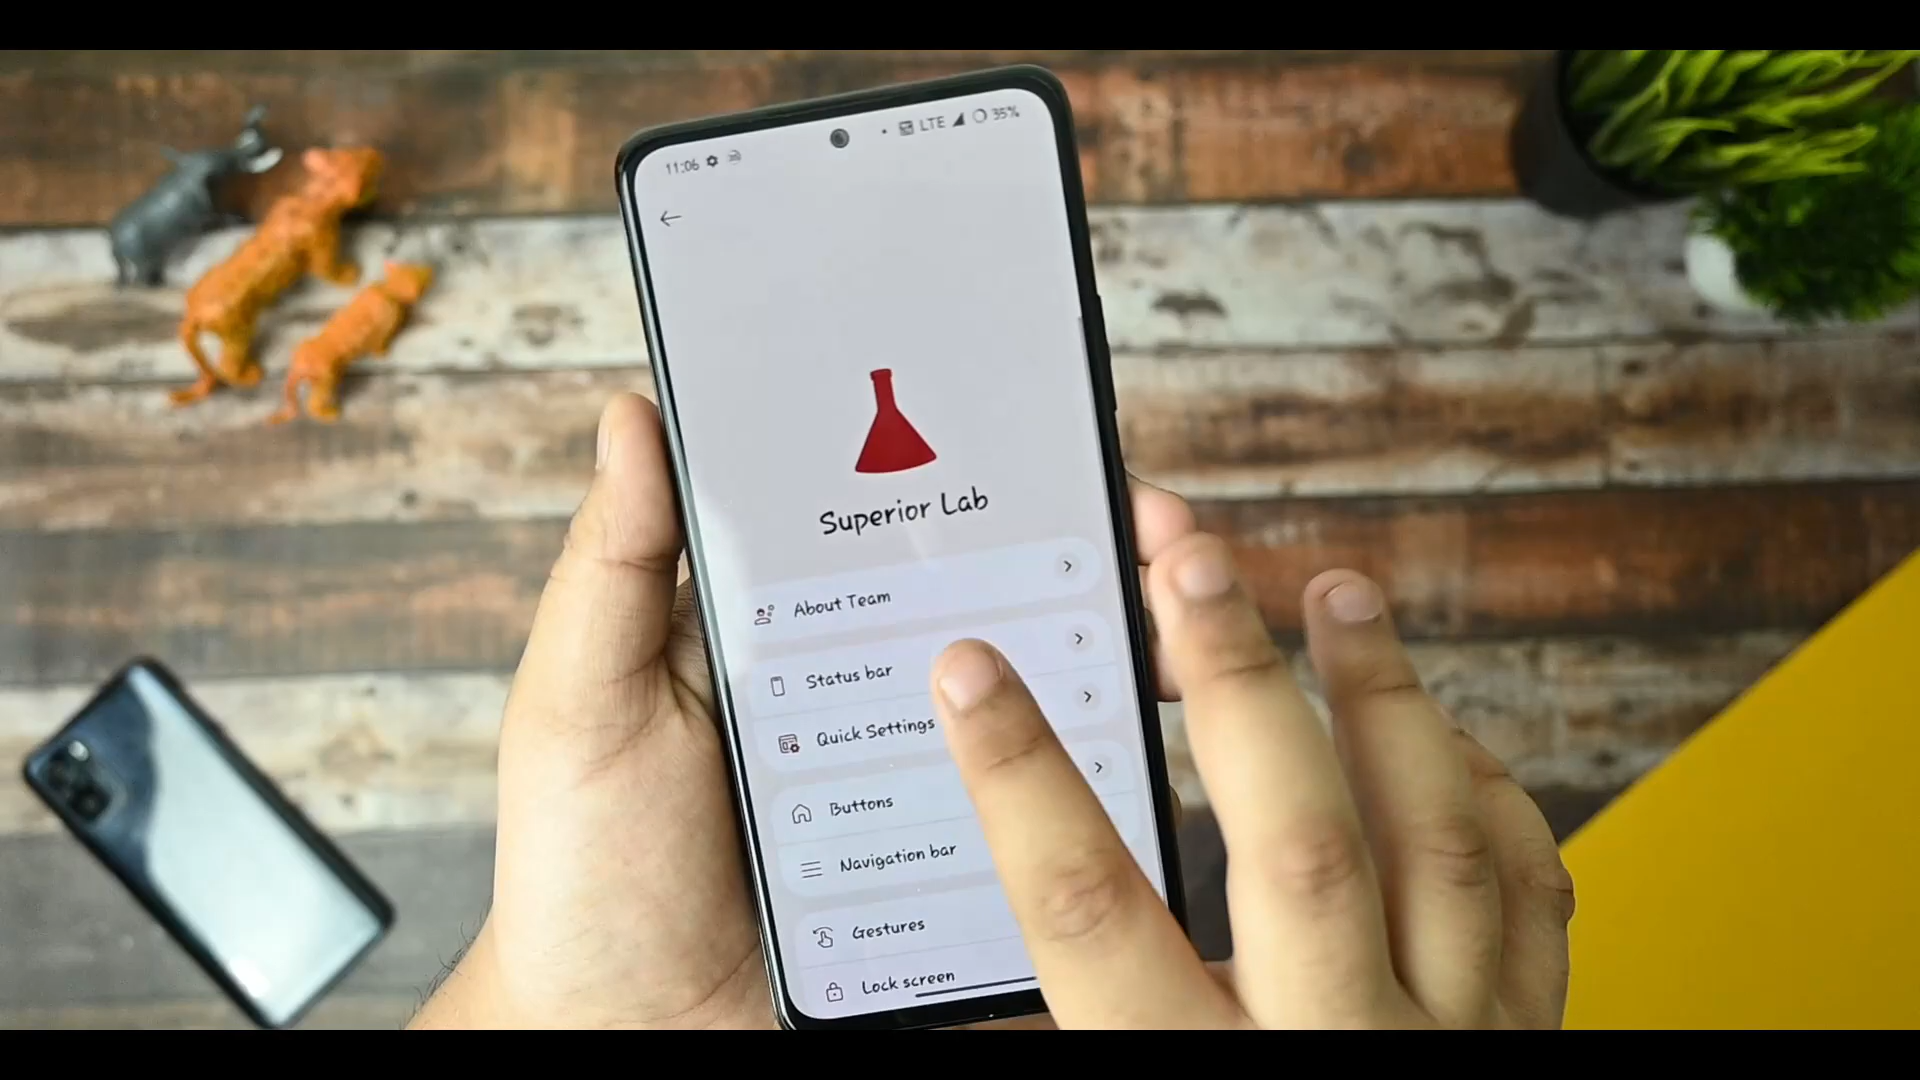 11:06
LTE 35%
Superior Lab
About Team
Status bar
Quick Settings
Buttons
Navigation bar
Gestures
Lock screen